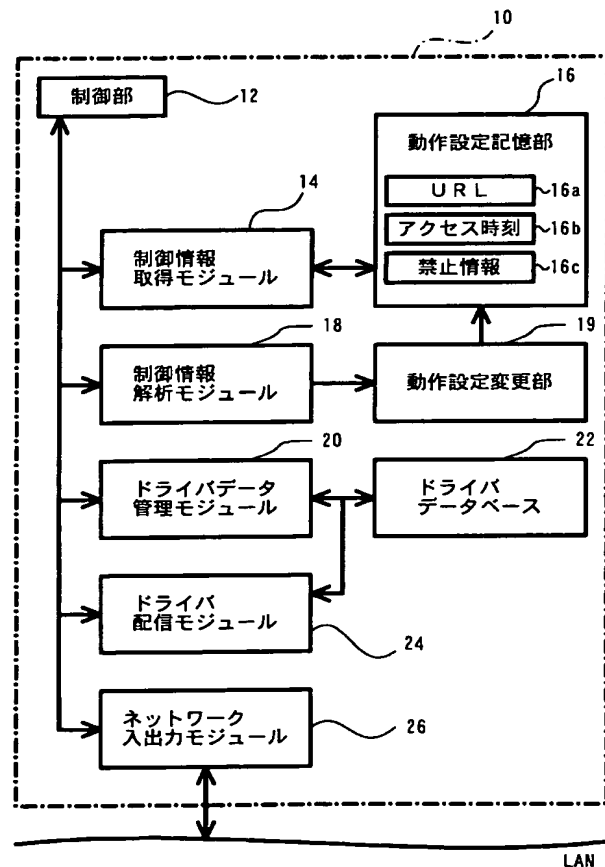 10
制御部
12
16
動作設定記憶部
URL
16a
アクセス時刻
16b
禁止情報
16c
14
制御情報
取得モジュール
18
制御情報
解析モジュール
19
動作設定変更部
20
ドライバデータ
管理モジュール
22
ドライバ
データベース
ドライバ
配信モジュール
24
ネットワーク
入出力モジュール
26
LAN